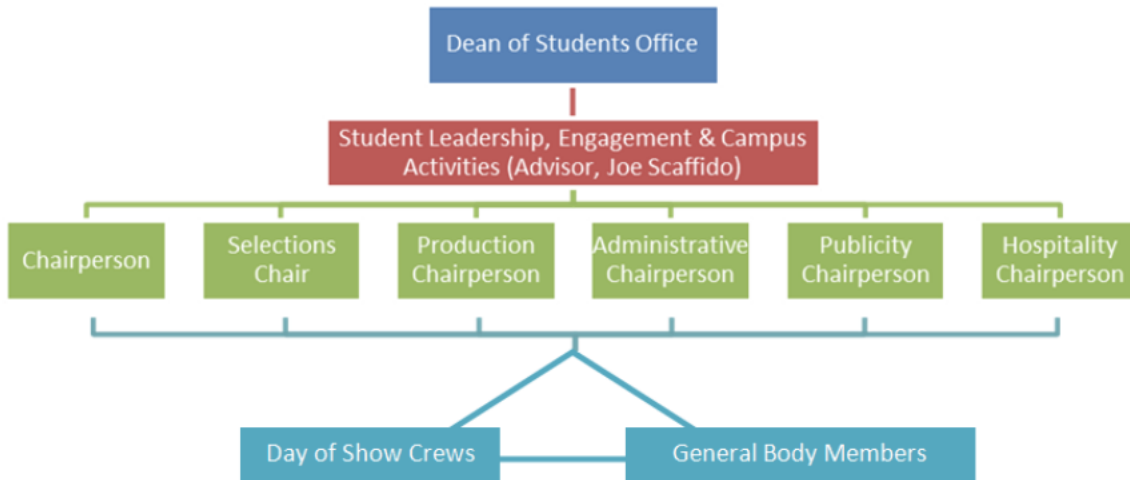 Dean of Students Office
Student Leadership, Engagement & Campus
Activities (Advisor, Joe Scaffido)
Chairperson
Selections
Chair
Production
Chairperson
Administrative
Chairperson
Publicity
Chairperson
Hospitality
Chairperson
Day of Show Crews
General Body Members